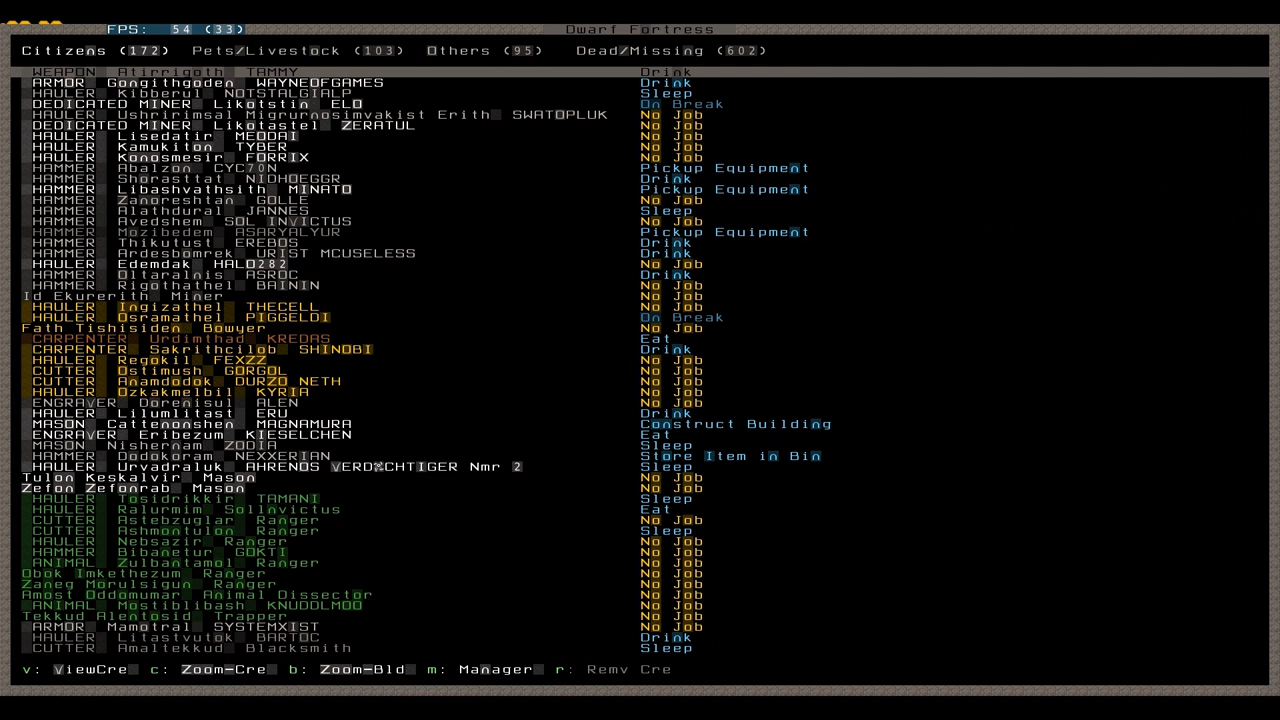 FPS: 54 (33) Dwarf Fortress
Citizens (172) Pets/Livestock (103) Others (95) Dead/Missing (602)
WEAPON Atirrigoth TAMMY Drink
ARMOR Gongithgoden WAYNEOFGAMES Drink
HAULER Kibberul NOTSTALGIALP Sleep
DEDICATED MINER Likotstin ELO On Break
HAULER Ushririmsal Migrurnosimvakist Erith SWATOPLUK No Job
DEDICATED MINER Likotastel ZERATUL No Job
HAULER Lisedatir MEODAI No Job
HAULER Kamukiton TYBER No Job
HAULER Konosmesir FORRIX No Job
HAMMER Abalzon CYC70N Pickup Equipment
HAMMER Shorasttat NIDHOEGGR Drink
HAMMER Libashvathsith MINATO Pickup Equipment
HAMMER Zanoreshtan GOLLE No Job
HAMMER Alathdural JANNES Sleep
HAMMER Avedshem SOL INVICTUS No Job
HAMMER Mozibedem ASARYALYUR Pickup Equipment
HAMMER Thikutust EREBOS Drink
HAMMER Ardesbomrek URIST MCUSELESS Drink
HAULER Edemdak HALO282 No Job
HAMMER Oltaralnis ASROC Drink
HAMMER Rigothathel BAININ No Job
Id Ekurerith Miner No Job
HAULER Ingizathel THECELL No Job
HAULER Osramathel PIGGELDI On Break
Fath Tishisiden Bowyer No Job
CARPENTER Urdimthad KREDAS Eat
CARPENTER Sakrithcilob SHINOBI Drink
HAULER Regokil FEXZZ No Job
CUTTER Ostimush GORGOL No Job
CUTTER Anamdodok DURZO NETH No Job
HAULER Ozkakmelbil KYRIA No Job
ENGRAVER Dorenisul ALEN No Job
HAULER Lilumlitast ERU Drink
MASON Cattenonshen MAGNAMURA Construct Building
ENGRAVER Eribezum KIESELCHEN Eat
MASON Nishernam ZODIA Sleep
HAMMER Dodokoram NEXXERIAN Store Item in Bin
HAULER Urvadraluk AHRENOS Nmr 2 Sleep
Tulon Keskalvir Mason No Job
Zefon Zefonrab Mason No Job
HAULER Tosidrikkir TAMANI Sleep
HAULER Ralurmim Sollnvictus Eat
CUTTER Astebzuglar Ranger No Job
CUTTER Ashmontulon Ranger Sleep
HAULER Nebsazir Ranger No Job
HAMMER Bibanetur GOKTI No Job
ANIMAL Zulbantamol Ranger No Job
Obok Imkethezum Ranger No Job
Zaneg Morulsigun Ranger No Job
Amost Oddomumar Animal Dissector No Job
ANIMAL Mostiblibash KNUDDLMOO No Job
Tekkud Alentosid Trapper No Job
ARMOR Mamotral SYSTEMXIST No Job
HAULER Litastvutok BARTOC Drink
CUTTER Amaltekkud Blacksmith Sleep
v: ViewCre c: Zoom-Cre b: Zoom-Bld m: Manager r: Remv Cre